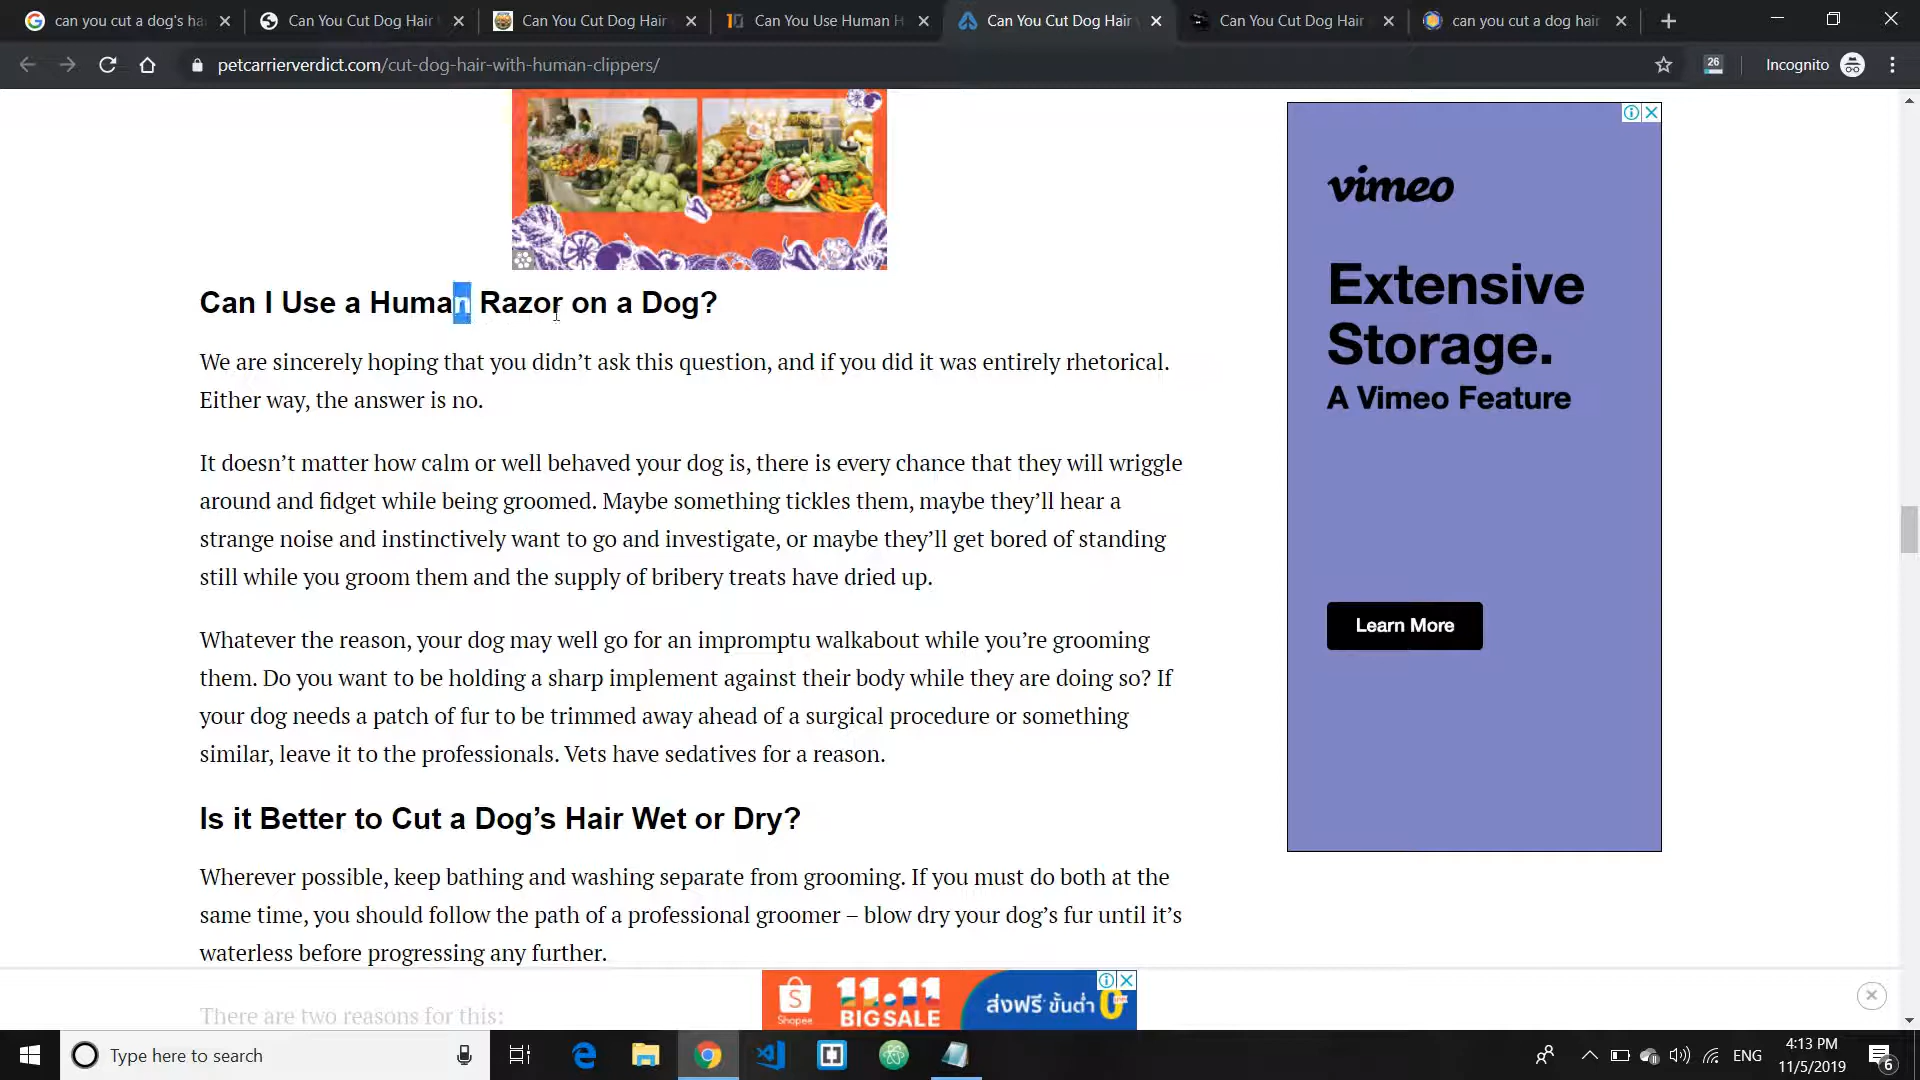 can you cut a dog's ha
Can You Cut Dog Hair
Can You Cut Dog Hair
Can You Use Human H
Can You Cut Dog Hair
Can You Cut Dog Hair
can you cut a dog hair
petcarrierverdict.com/cut-dog-hair-with-human-clippers/
26
Incognito
Can I Use a Human Razor on a Dog?
We are sincerely hoping that you didn’t ask this question, and if you did it was entirely rhetorical.
Either way, the answer is no.
It doesn’t matter how calm or well behaved your dog is, there is every chance that they will wriggle
around and fidget while being groomed. Maybe something tickles them, maybe they’ll hear a
strange noise and instinctively want to go and investigate, or maybe they’ll get bored of standing
still while you groom them and the supply of bribery treats have dried up.
Whatever the reason, your dog may well go for an impromptu walkabout while you’re grooming
them. Do you want to be holding a sharp implement against their body while they are doing so? If
your dog needs a patch of fur to be trimmed away ahead of a surgical procedure or something
similar, leave it to the professionals. Vets have sedatives for a reason.
Is it Better to Cut a Dog’s Hair Wet or Dry?
Wherever possible, keep bathing and washing separate from grooming. If you must do both at the
same time, you should follow the path of a professional groomer – blow dry your dog’s fur until it’s
waterless before progressing any further.
There are two reasons for this:
vimeo
Extensive
Storage.
A Vimeo Feature
Learn More
Shopee
11.11
BIG SALE
ส่งฟรี ขั้นต่ำ 0
Type here to search
ENG
4:13 PM
11/5/2019
6